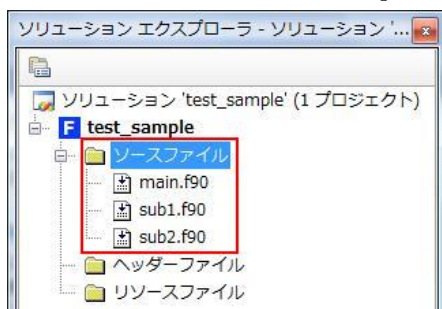 ソリューション エクスプローラ - ソリューション '...
ソリューション 'test_sample' (1 プロジェクト)
F test_sample
ソースファイル
main.f90
sub1.f90
sub2.f90
ヘッダーファイル
リソースファイル